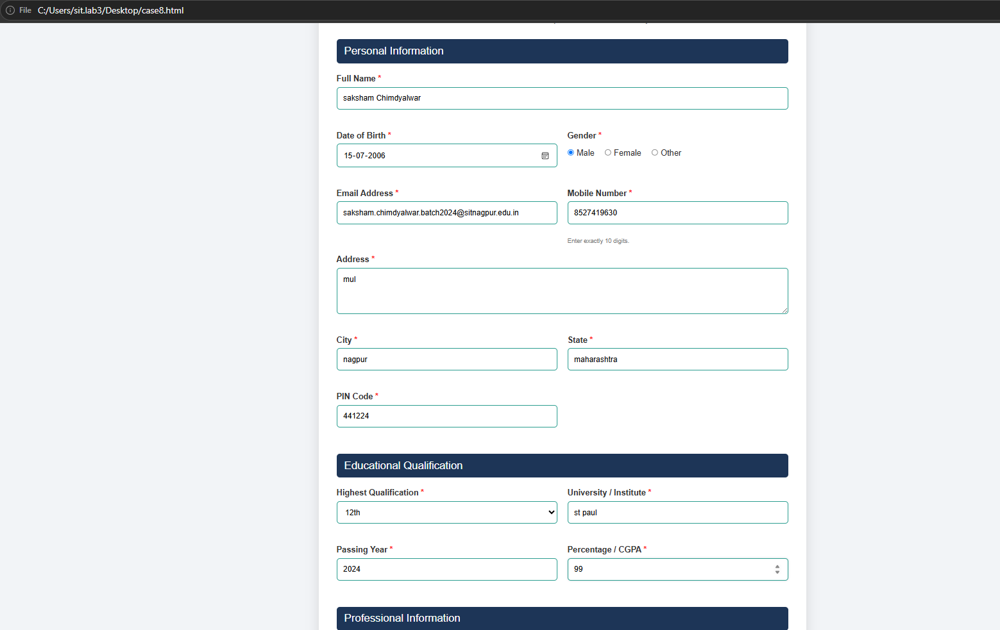 File C:/Users/sit.lab3/Desktop/case8.html
Personal Information
Full Name *
saksham Chimdyalwar
Date of Birth * Gender *
15-07-2006 Male Female Other
Email Address * Mobile Number *
saksham.chimdyalwar.batch2024@sitnagpur.edu.in 8527419630
Enter exactly 10 digits.
Address *
mul
City * State *
nagpur maharashtra
PIN Code *
441224
Educational Qualification
Highest Qualification * University / Institute *
12th st paul
Passing Year * Percentage / CGPA *
2024 99
Professional Information